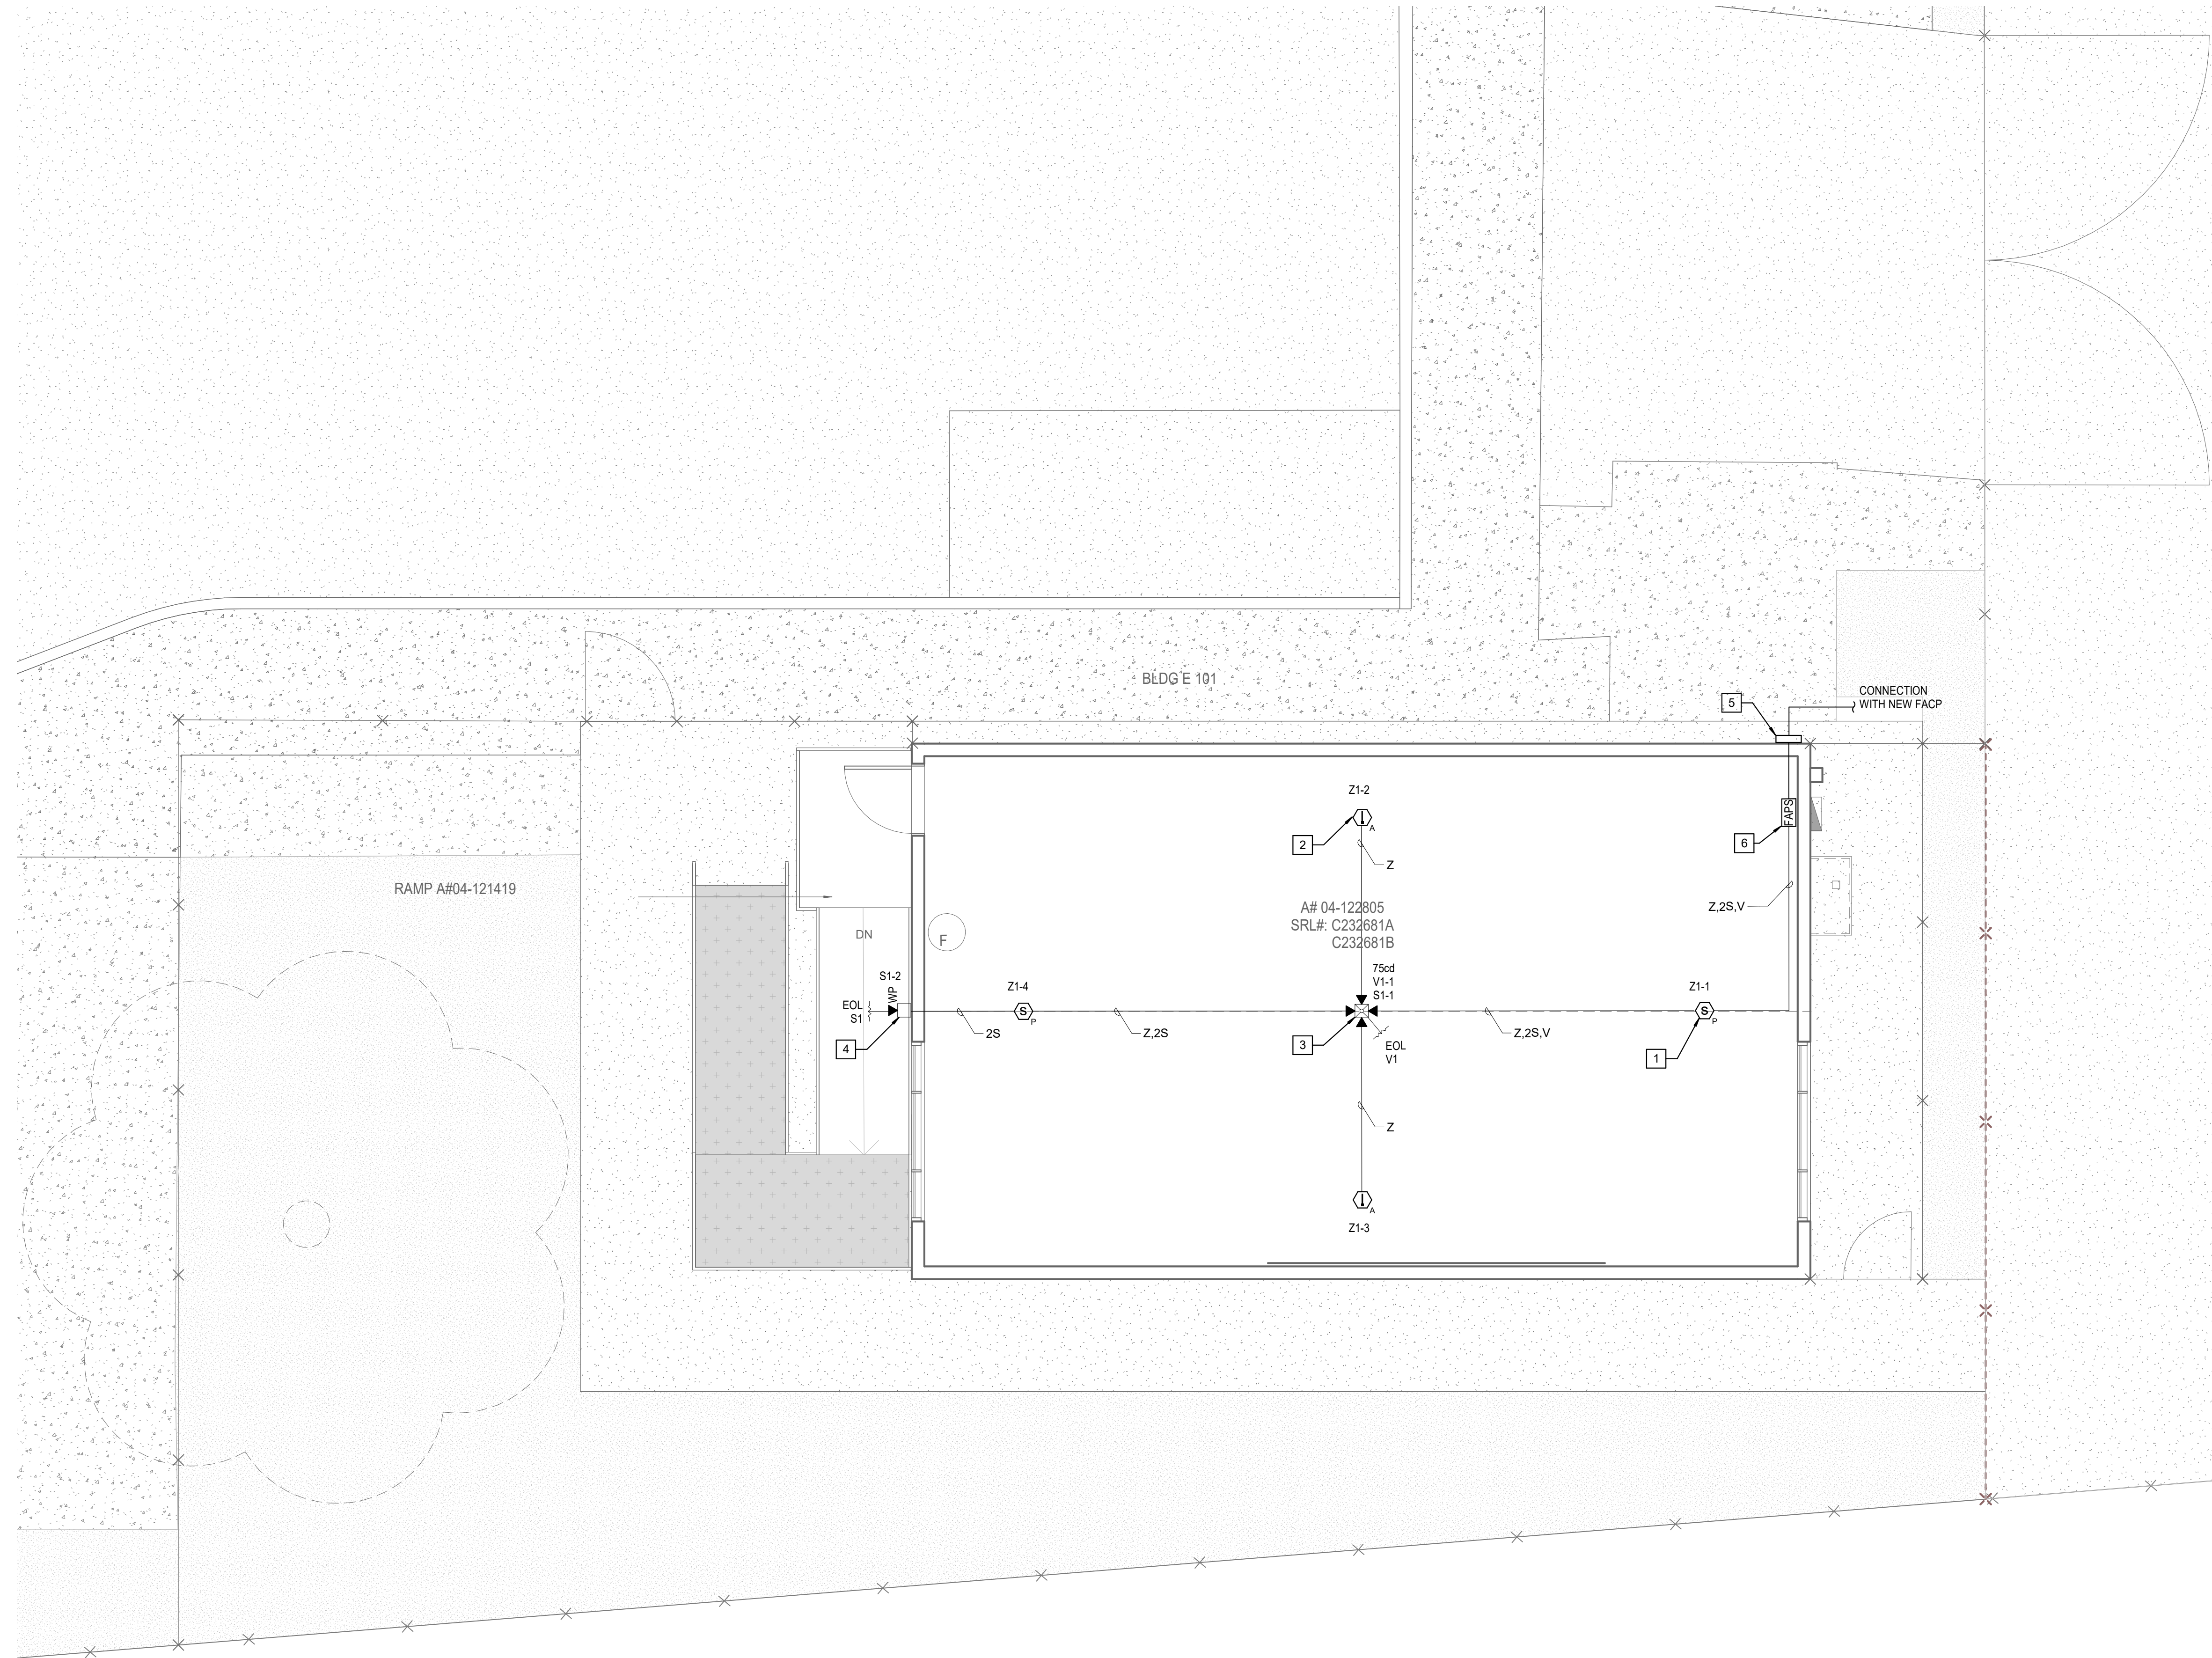 BLDG E 101
CONNECTION
WITH NEW FACP
5
Z1-2
A
2
Z
FAPS
6
RAMP A#04-121419
A# 04-122805
SRL#: C232681A
C232681B
Z,2S,V
DN
F
S1-2
WP
EOL
S1
Z1-4
S
P
75cd
V1-1
S1-1
Z1-1
S
P
2S
Z,2S
Z,2S,V
4
3
EOL
V1
1
Z
A
Z1-3